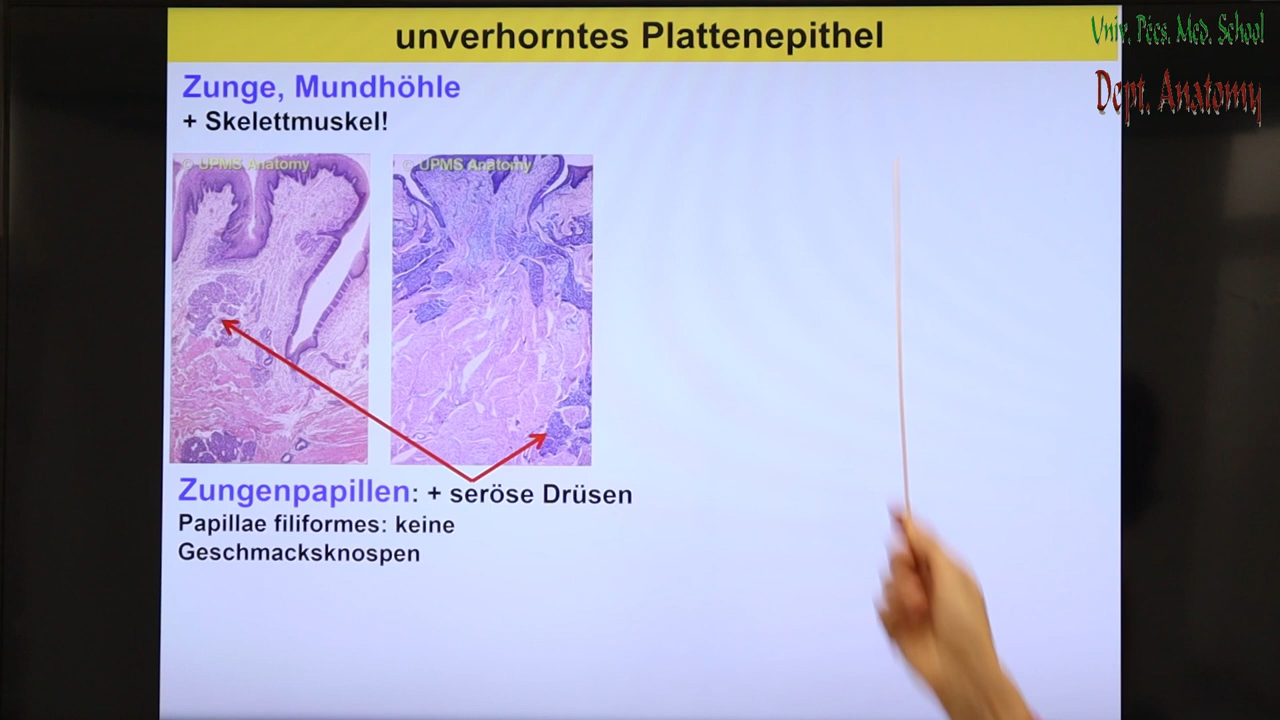 unverhorntes Plattenepithel
Univ. Pécs. Med. School
Dept. Anatomy
Zunge, Mundhöhle
+ Skelettmuskel!
© UPMS Anatomy
© UPMS Anatomy
Zungenpapillen: + seröse Drüsen
Papillae filiformes: keine
Geschmacksknospen